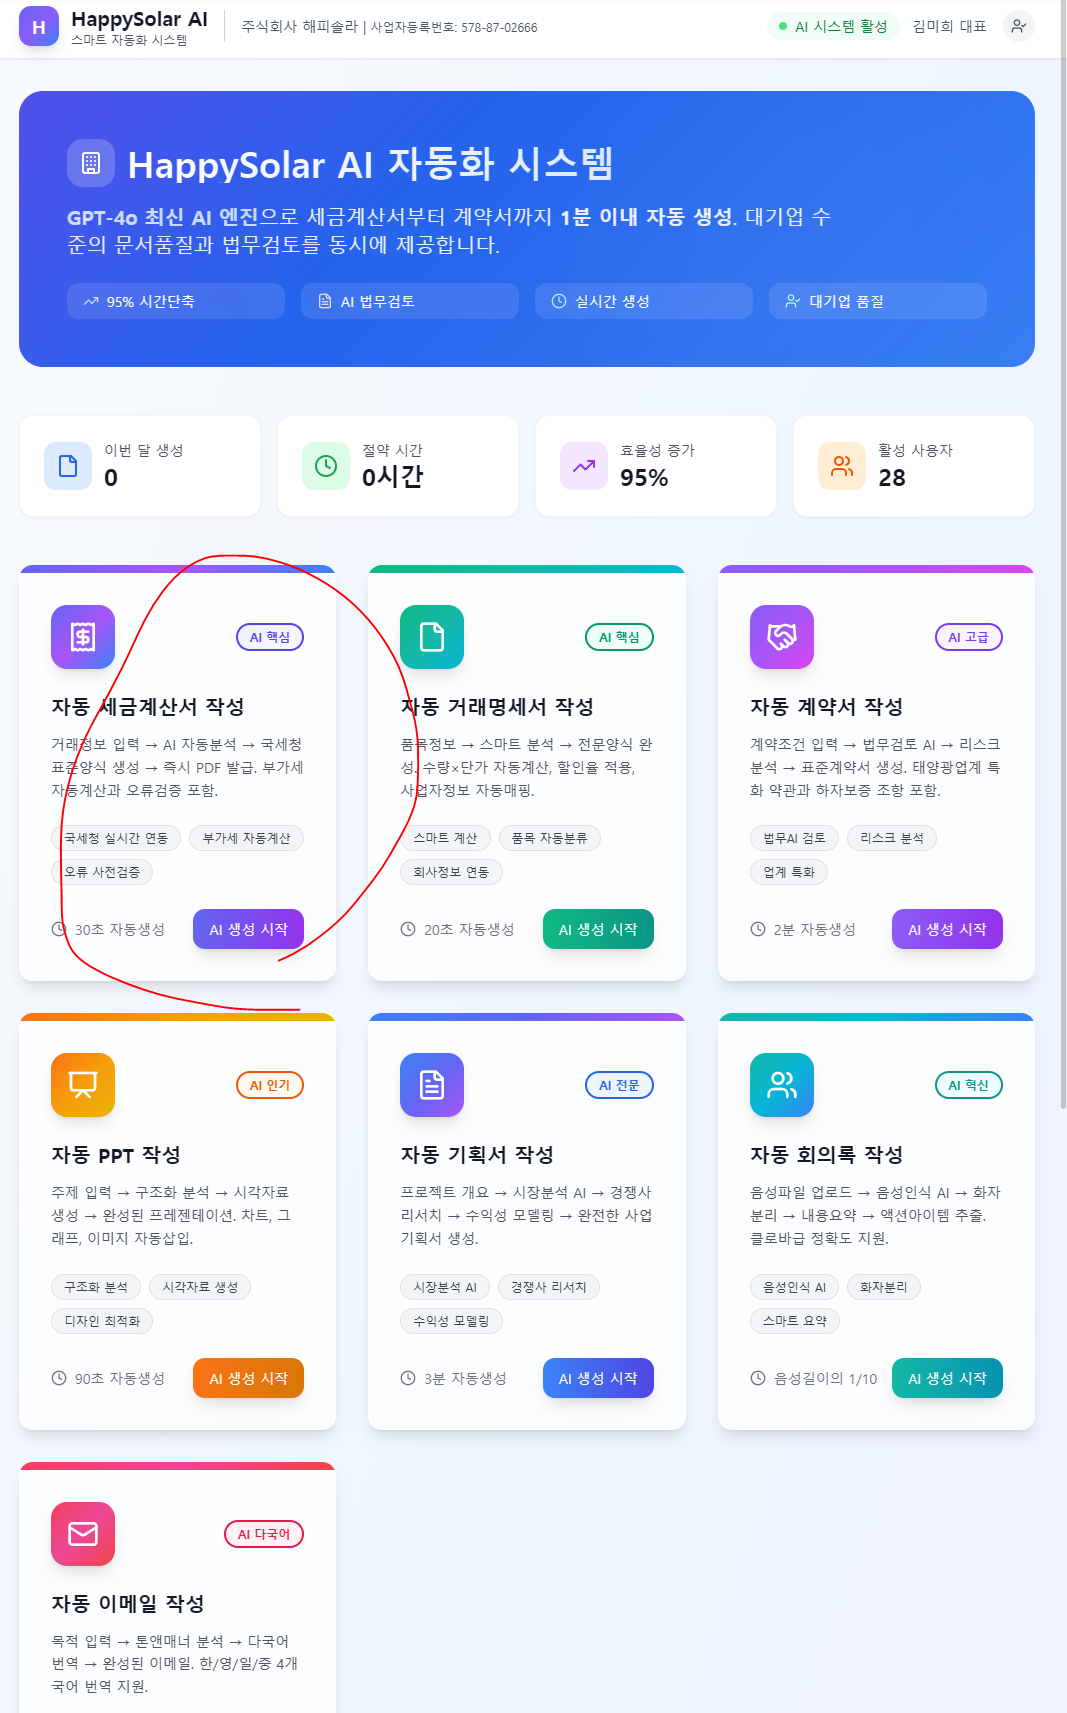 H
HappySolar AI
스마트 자동화 시스템
주식회사 해피솔라 | 사업자등록번호: 578-87-02666
AI 시스템 활성
김미희 대표
HappySolar AI 자동화 시스템
GPT-4o 최신 AI 엔진으로 세금계산서부터 계약서까지 1분 이내 자동 생성. 대기업 수
준의 문서품질과 법무검토를 동시에 제공합니다.
95% 시간단축
AI 법무검토
실시간 생성
대기업 품질
이번 달 생성
0
절약 시간
0시간
효율성 증가
95%
활성 사용자
28
AI 핵심
자동 세금계산서 작성
거래정보 입력 → AI 자동분석 → 국세청
표준양식 생성 → 즉시 PDF 발급. 부가세
자동계산과 오류검증 포함.
국세청 실시간 연동
부가세 자동계산
오류 사전검증
30초 자동생성
AI 생성 시작
AI 핵심
자동 거래명세서 작성
품목정보 → 스마트 분석 → 전문양식 완
성. 수량×단가 자동계산, 할인율 적용,
사업자정보 자동매핑.
스마트 계산
품목 자동분류
회사정보 연동
20초 자동생성
AI 생성 시작
AI 고급
자동 계약서 작성
계약조건 입력 → 법무검토 AI → 리스크
분석 → 표준계약서 생성. 태양광업계 특
화 약관과 하자보증 조항 포함.
법무AI 검토
리스크 분석
업계 특화
2분 자동생성
AI 생성 시작
AI 인기
자동 PPT 작성
주제 입력 → 구조화 분석 → 시각자료
생성 → 완성된 프레젠테이션. 차트, 그
래프, 이미지 자동삽입.
구조화 분석
시각자료 생성
디자인 최적화
90초 자동생성
AI 생성 시작
AI 전문
자동 기획서 작성
프로젝트 개요 → 시장분석 AI → 경쟁사
리서치 → 수익성 모델링 → 완전한 사업
기획서 생성.
시장분석 AI
경쟁사 리서치
수익성 모델링
3분 자동생성
AI 생성 시작
AI 혁신
자동 회의록 작성
음성파일 업로드 → 음성인식 AI → 화자
분리 → 내용요약 → 액션아이템 추출.
클로바급 정확도 지원.
음성인식 AI
화자분리
스마트 요약
음성길이의 1/10
AI 생성 시작
AI 다국어
자동 이메일 작성
목적 입력 → 톤앤매너 분석 → 다국어
번역 → 완성된 이메일. 한/영/일/중 4개
국어 번역 지원.